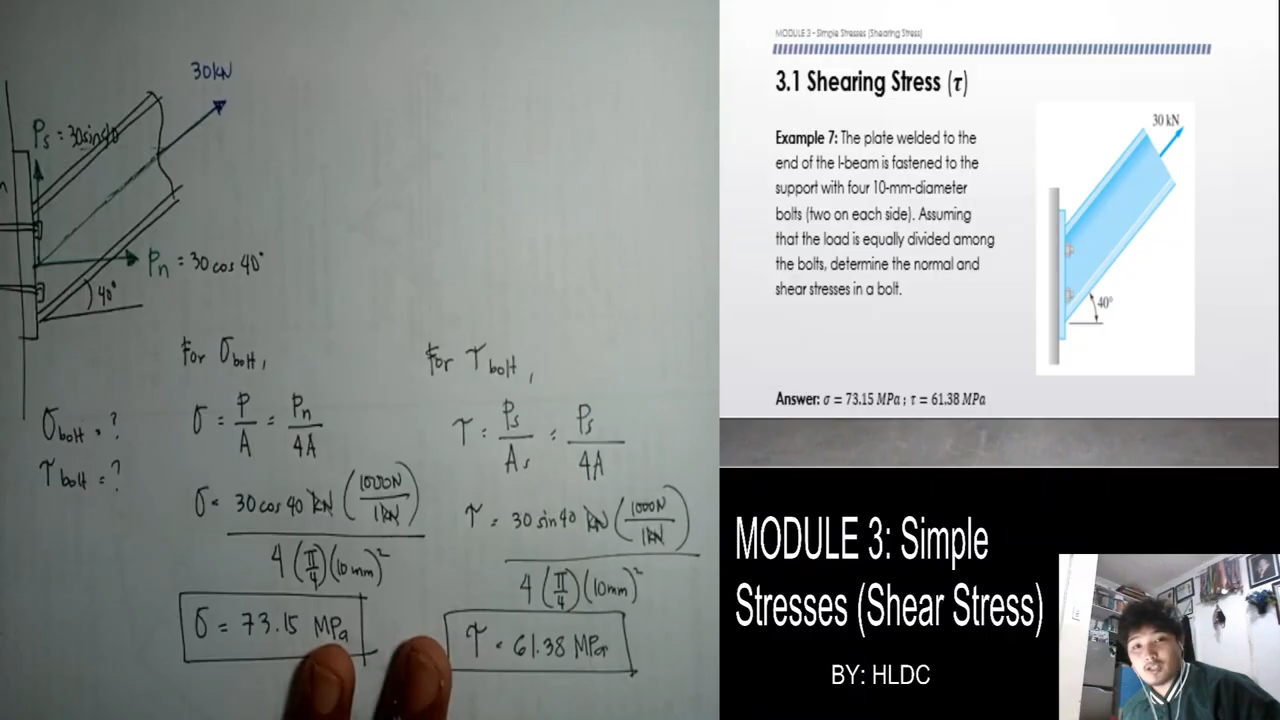 30kN
Ps = 30sin40
Pn = 30 cos 40°
40°
σbolt = ?
τbolt = ?
For σbolt,
σ = P/A = Pn/4A
σ = 30 cos 40 kN (1000N/1kN) / 4 (π/4)(10mm)²
σ = 73.15 MPa
For τbolt,
τ = Ps/As = Ps/4A
τ = 30 sin40 kN (1000N/1kN) / 4 (π/4)(10mm)²
τ = 61.38 MPa
MODULE 3 - Simple Stresses (Shearing Stress)
3.1 Shearing Stress (τ)
Example 7: The plate welded to the
end of the I-beam is fastened to the
support with four 10-mm-diameter
bolts (two on each side). Assuming
that the load is equally divided among
the bolts, determine the normal and
shear stresses in a bolt.
30 kN
40°
Answer: σ = 73.15 MPa ; τ = 61.38 MPa
MODULE 3: Simple
Stresses (Shear Stress)
BY: HLDC